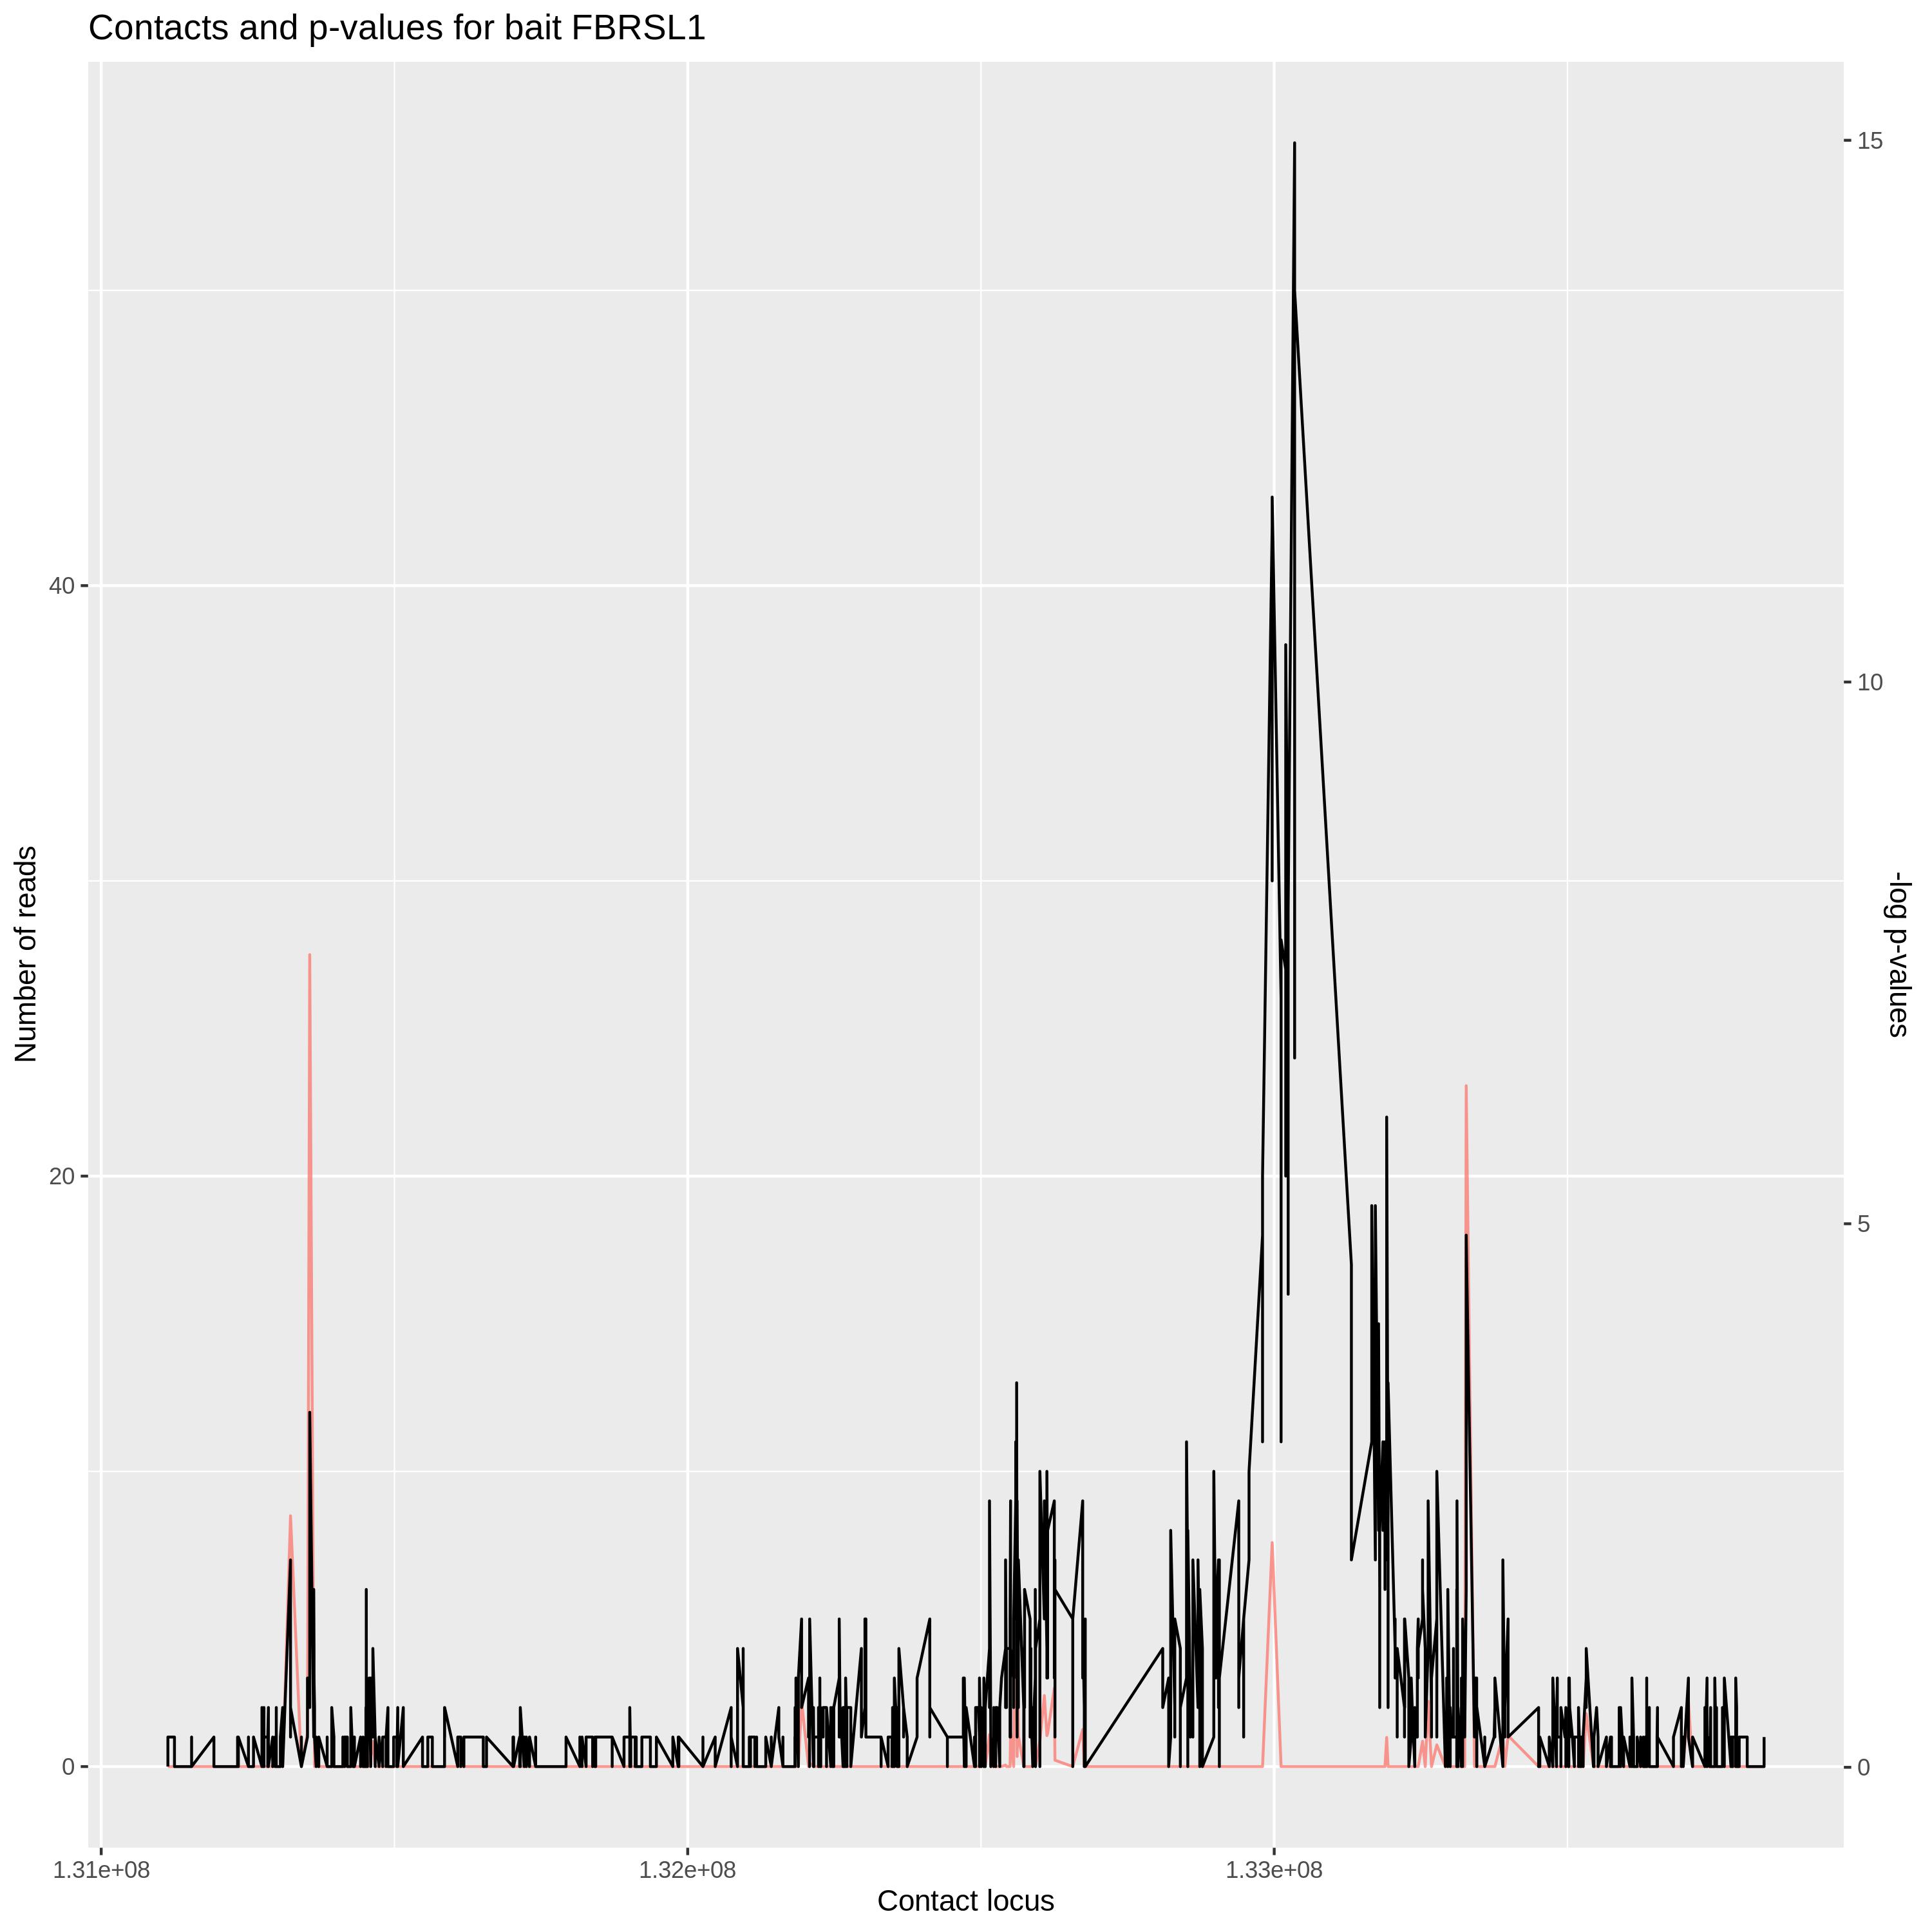 Contacts and p-values for bait FBRSL1
15
40
10
Number of reads
-log p-values
20
5
0
0
1.31e+08
1.32e+08
1.33e+08
Contact locus